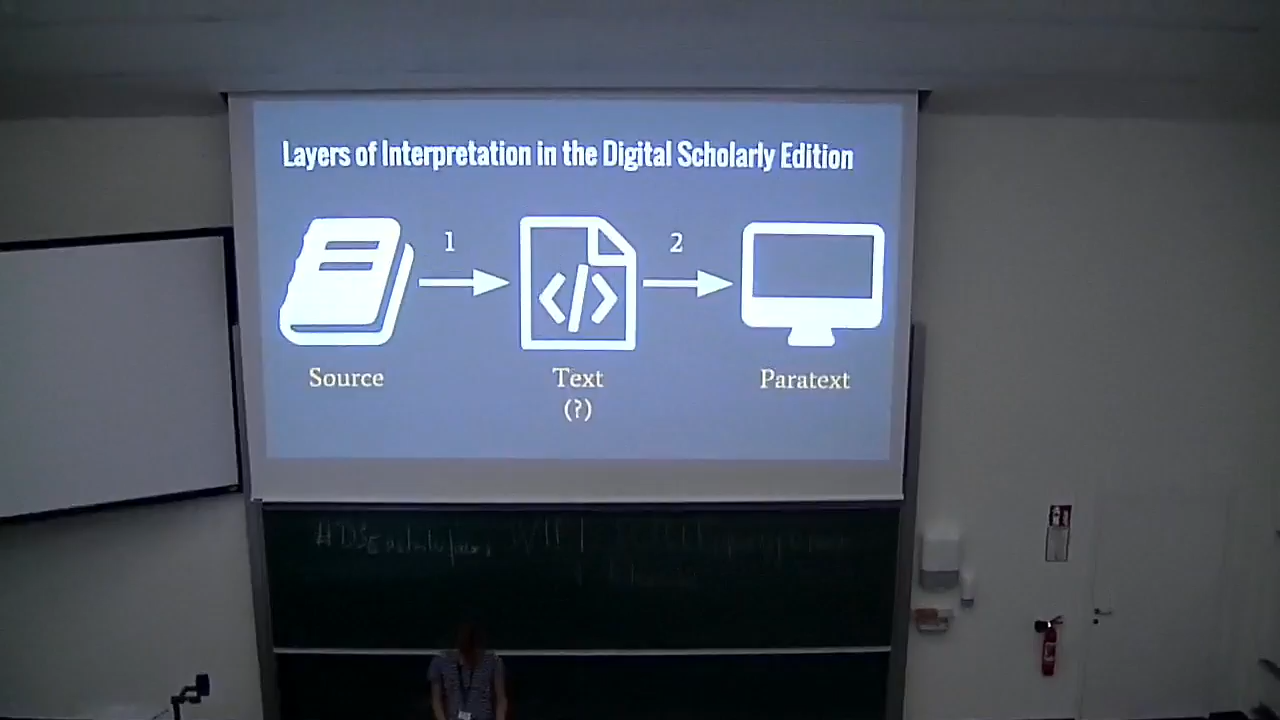 Layers of Interpretation in the Digital Scholarly Edition
1
2
</>
Source
Text
(?)
Paratext